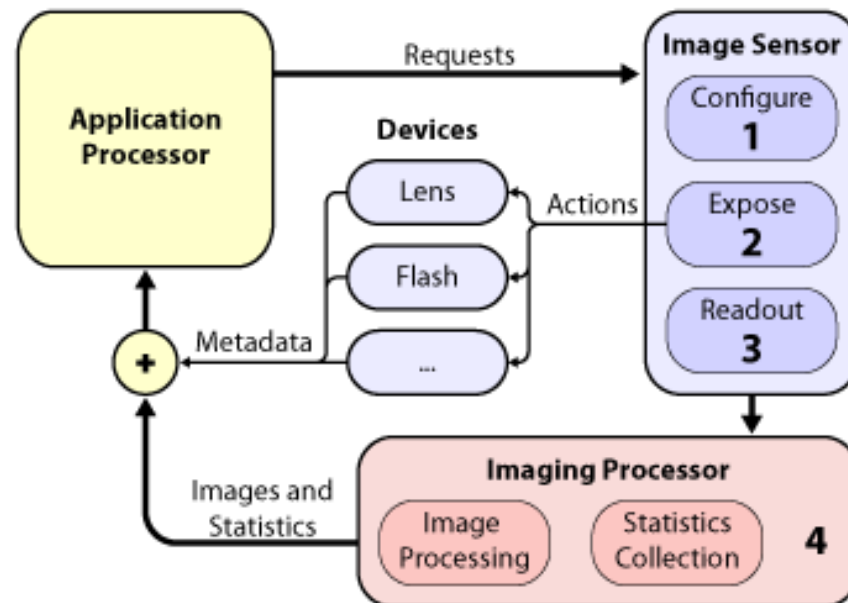 Application
Processor
Requests
Image Sensor
Configure
1
Expose
2
Readout
3
Devices
Lens
Flash
...
Actions
Metadata
+
Images and
Statistics
Imaging Processor
Image
Processing
Statistics
Collection
4